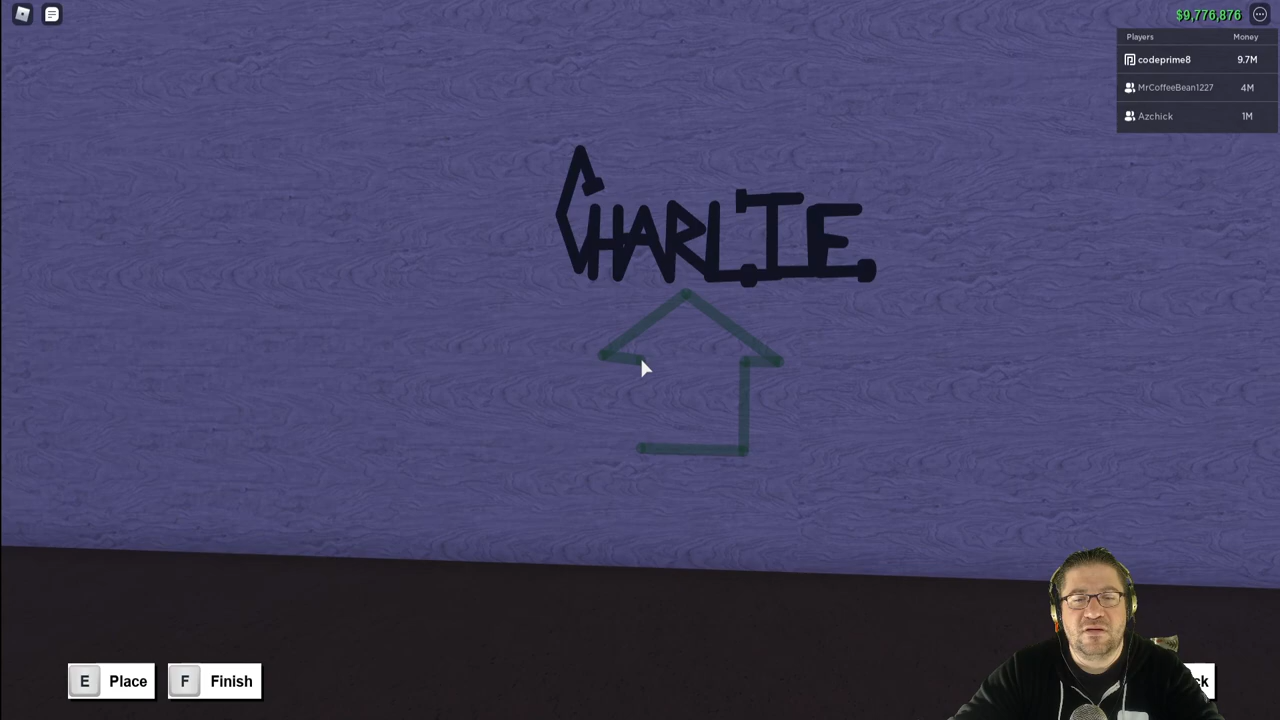 $9,776,876
Players Money
codeprime8 9.7M
MrCoffeeBean1227 4M
Azchick 1M
CHARLIE
E Place F Finish